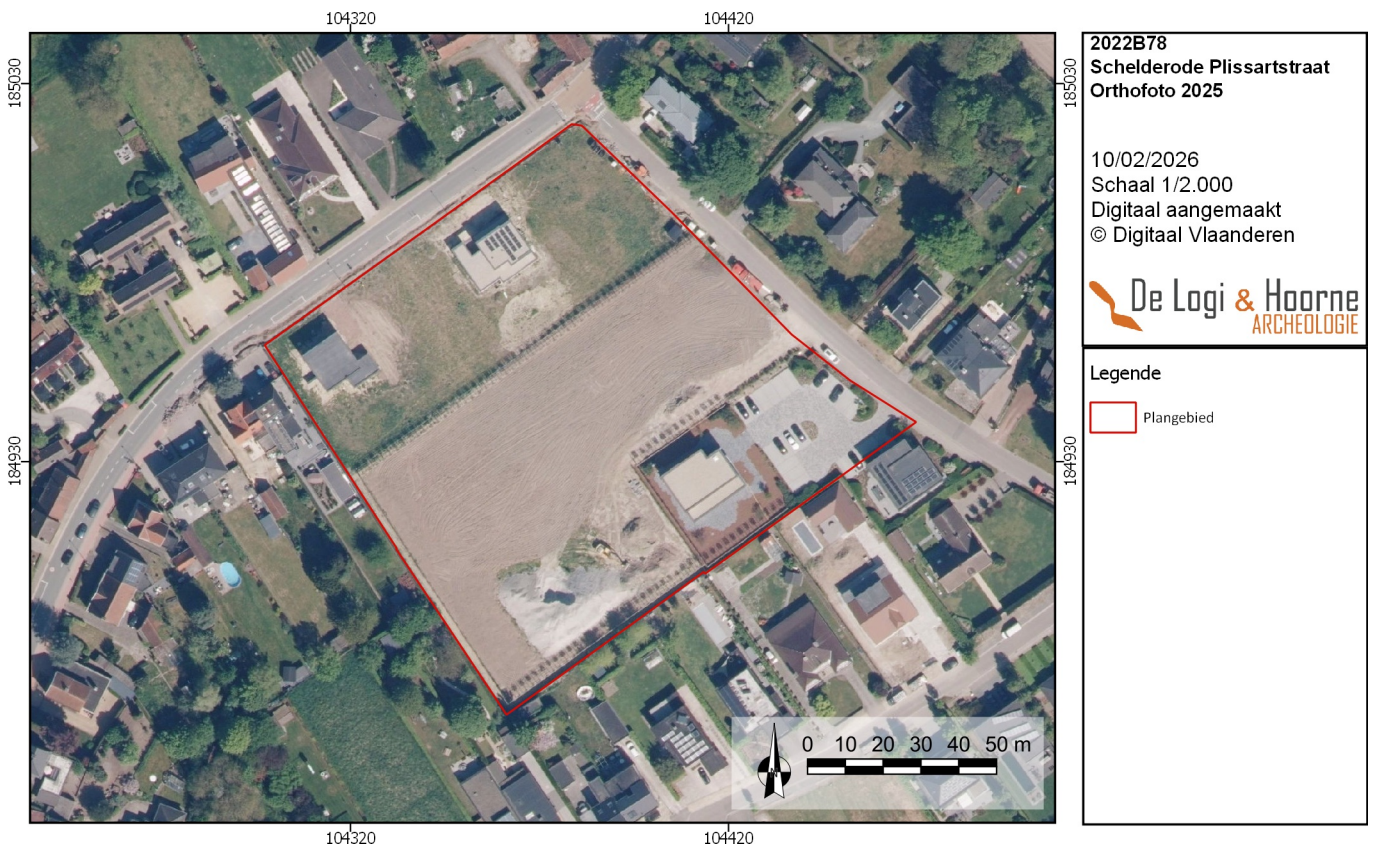 104320
104420
185030
185030
184930
184930
104320
104420
2022B78
Schelderode Plissartstraat
Orthofoto 2025
10/02/2026
Schaal 1/2.000
Digitaal aangemaakt
© Digitaal Vlaanderen
De Logi & Hoorne
ARCHEOLOGIE
Legende
Plangebied
0 10 20 30 40 50 m
N